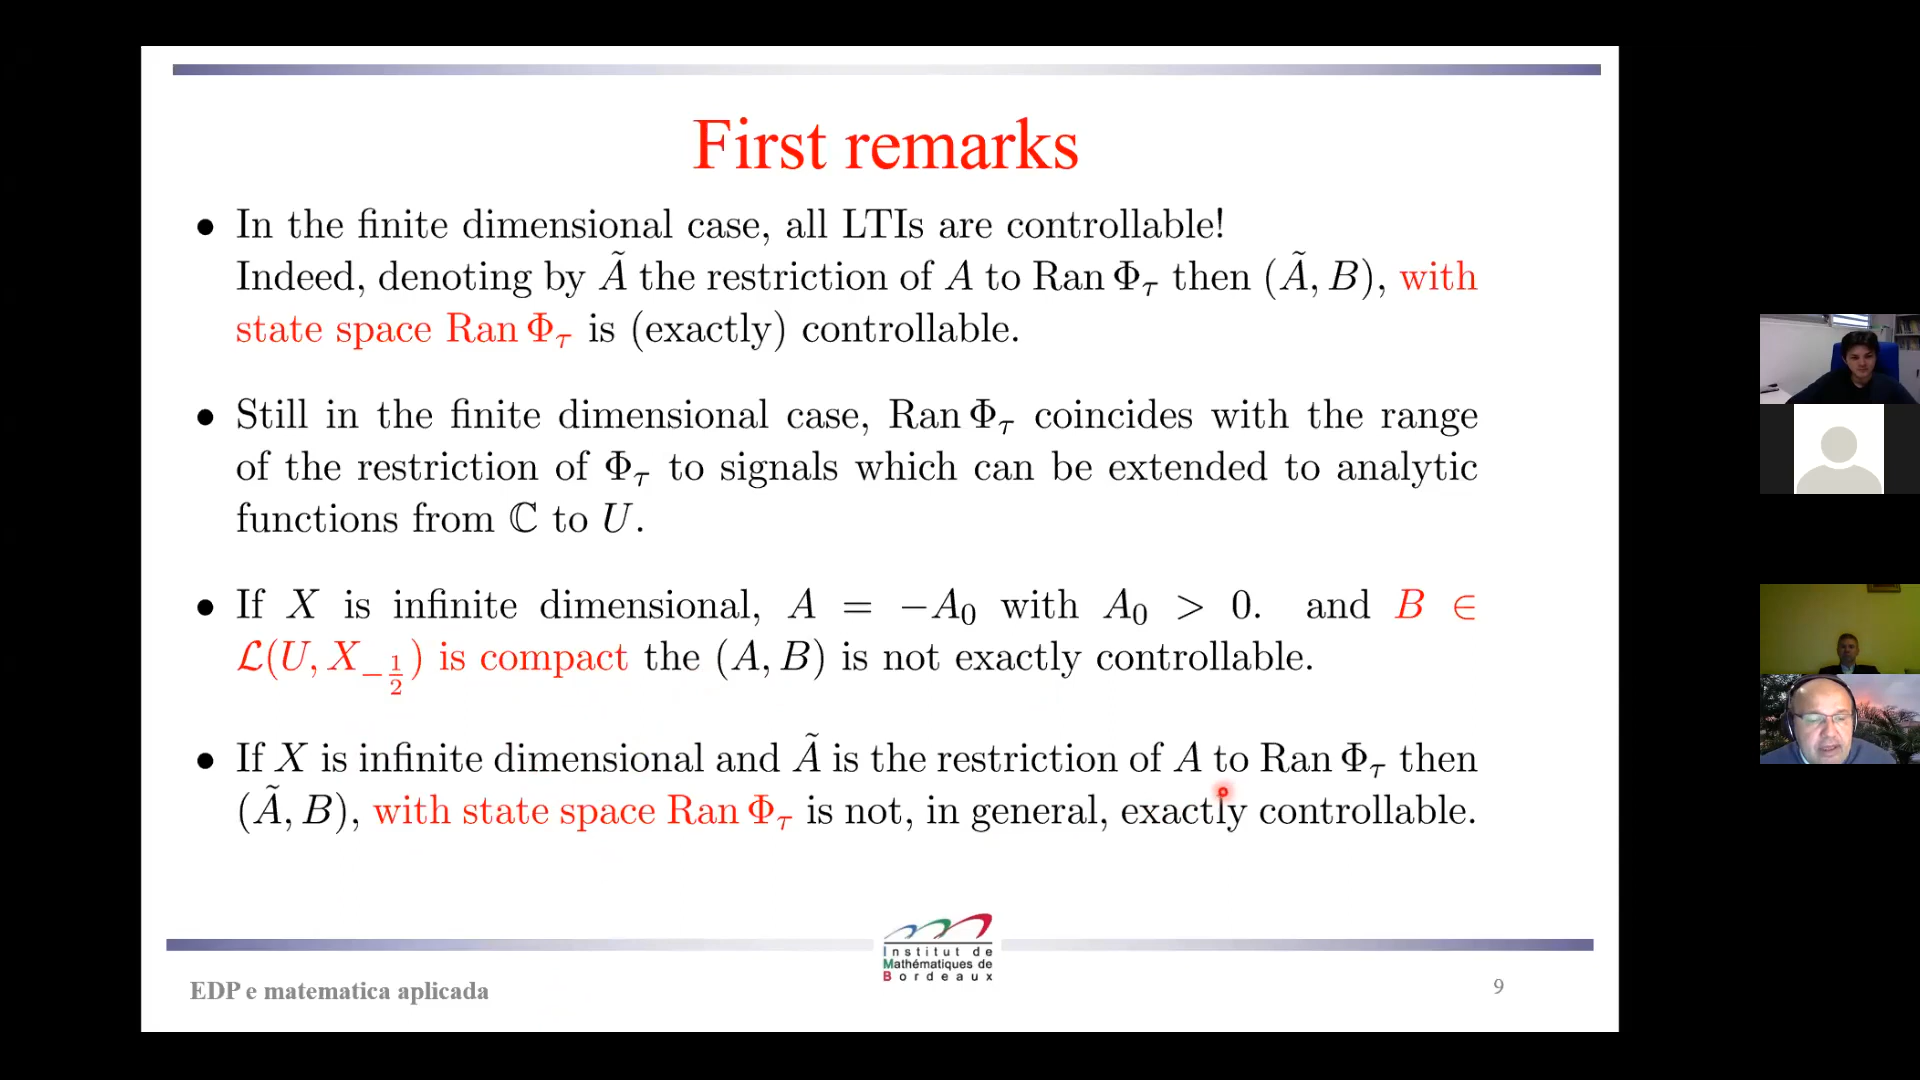 First remarks
• In the finite dimensional case, all LTIs are controllable!
Indeed, denoting by Ã the restriction of A to Ran Φ_τ then (Ã, B), with
state space Ran Φ_τ is (exactly) controllable.
• Still in the finite dimensional case, Ran Φ_τ coincides with the range
of the restriction of Φ_τ to signals which can be extended to analytic
functions from ℂ to U.
• If X is infinite dimensional, A = −A₀ with A₀ > 0. and B ∈
ℒ(U, X_{−1/2}) is compact the (A, B) is not exactly controllable.
• If X is infinite dimensional and Ã is the restriction of A to Ran Φ_τ then
(Ã, B), with state space Ran Φ_τ is not, in general, exactly controllable.
Institut de
Mathématiques de
Bordeaux
EDP e matematica aplicada
9